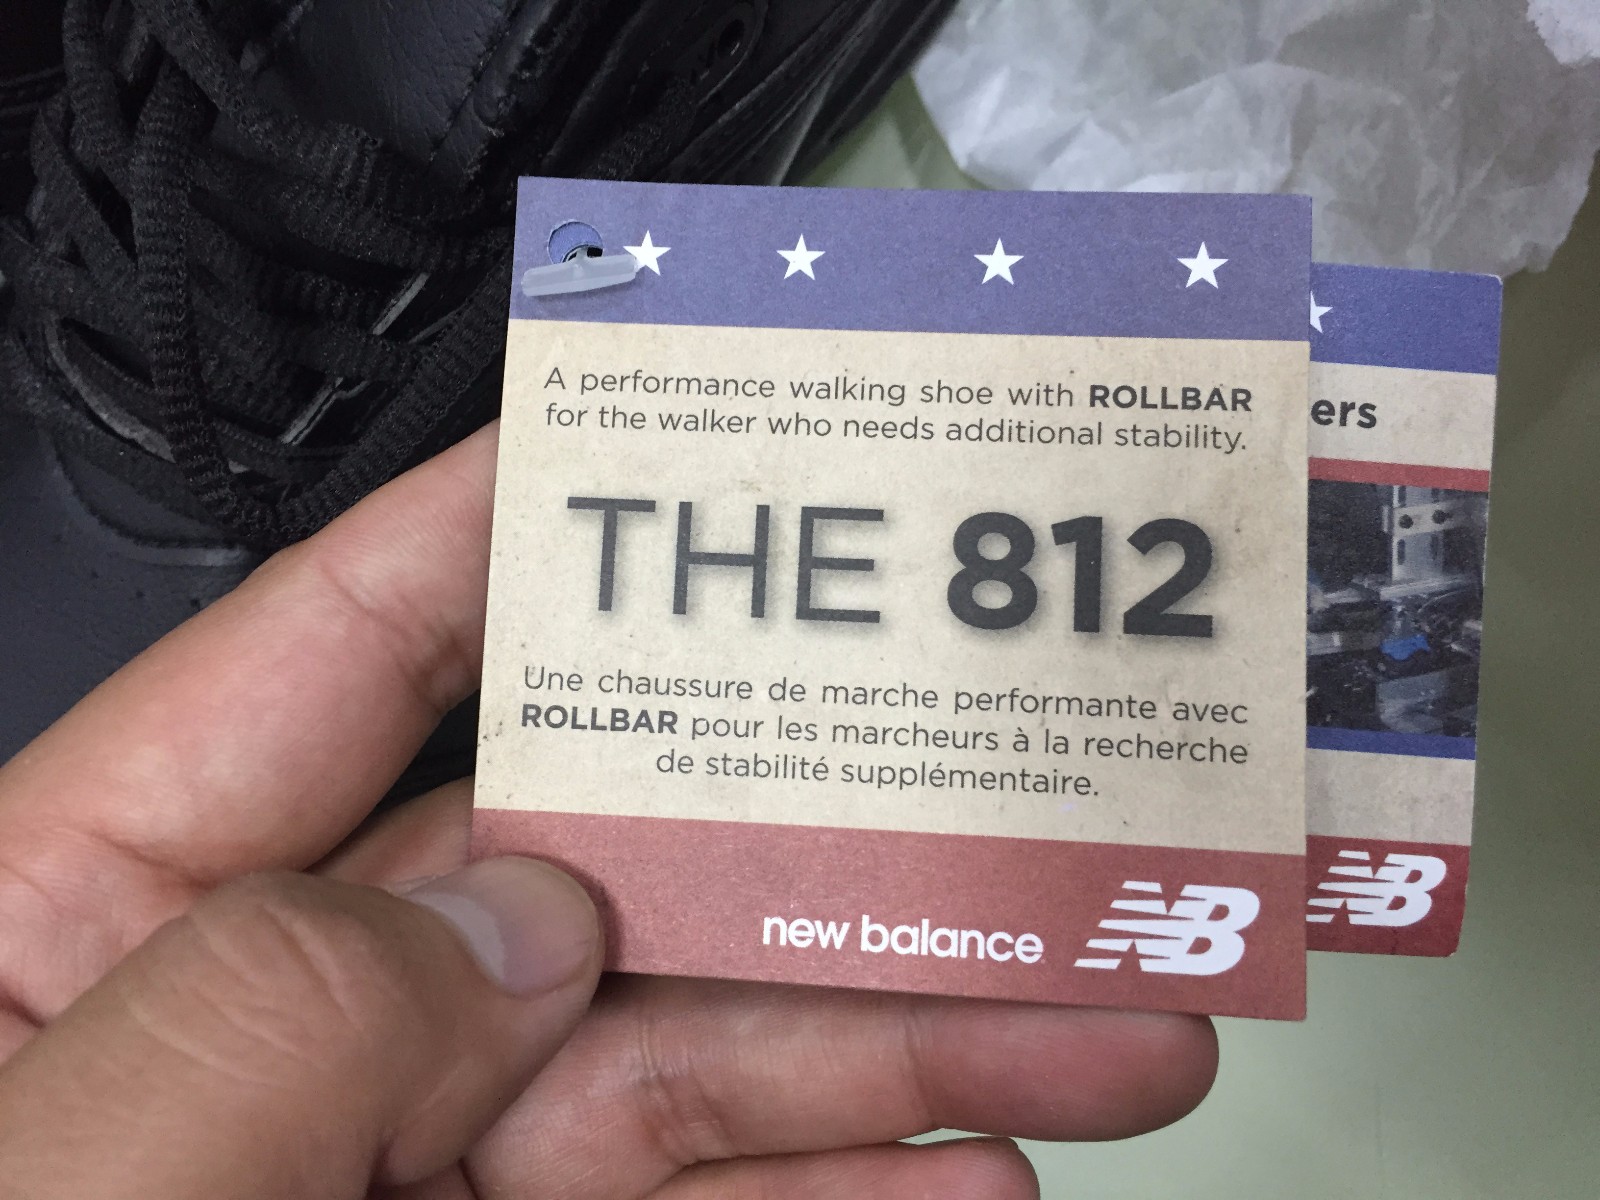 A performance walking shoe with ROLLBAR
for the walker who needs additional stability.
THE 812
Une chaussure de marche performante avec
ROLLBAR pour les marcheurs à la recherche
de stabilité supplémentaire.
new balance NB
ers
NB